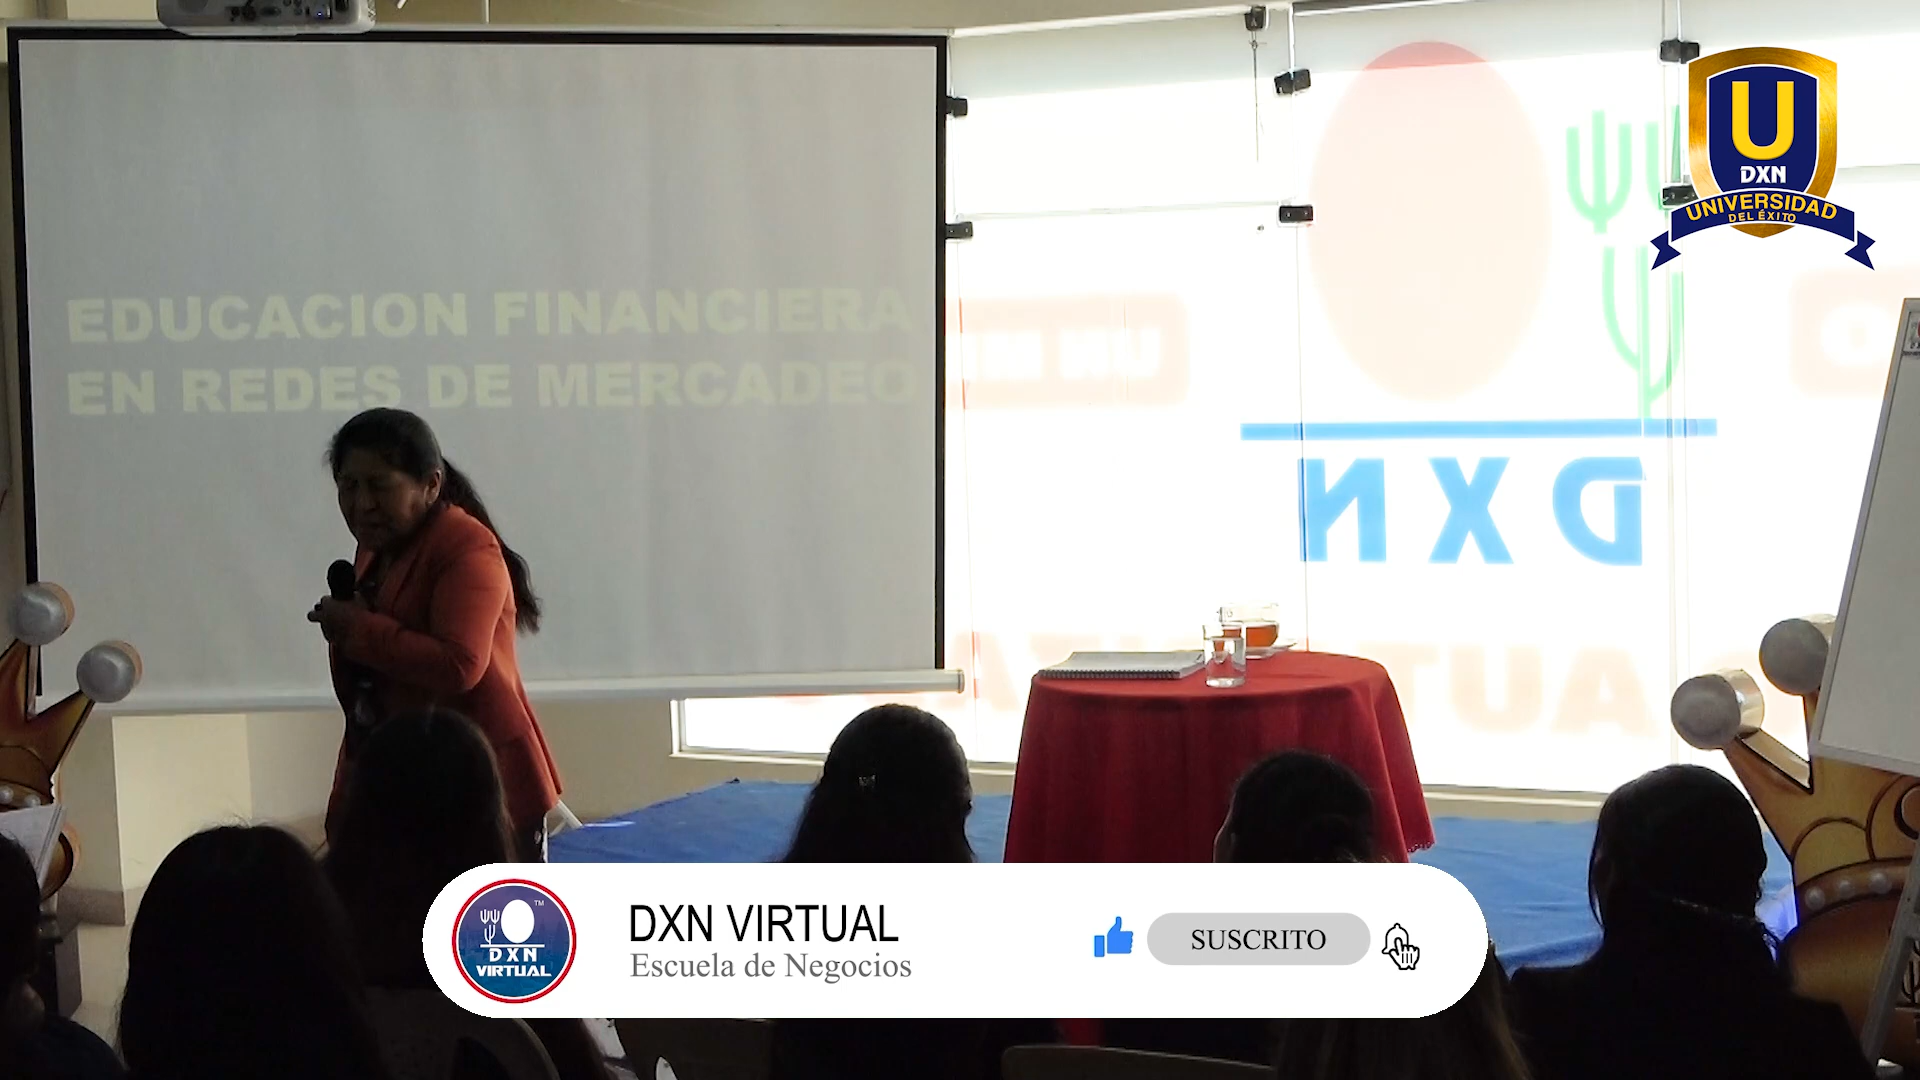 EDUCACION FINANCIERA
EN REDES DE MERCADEO
U
DXN
UNIVERSIDAD
DEL ÉXITO
DXN
DXN
VIRTUAL
TM
DXN VIRTUAL
Escuela de Negocios
SUSCRITO